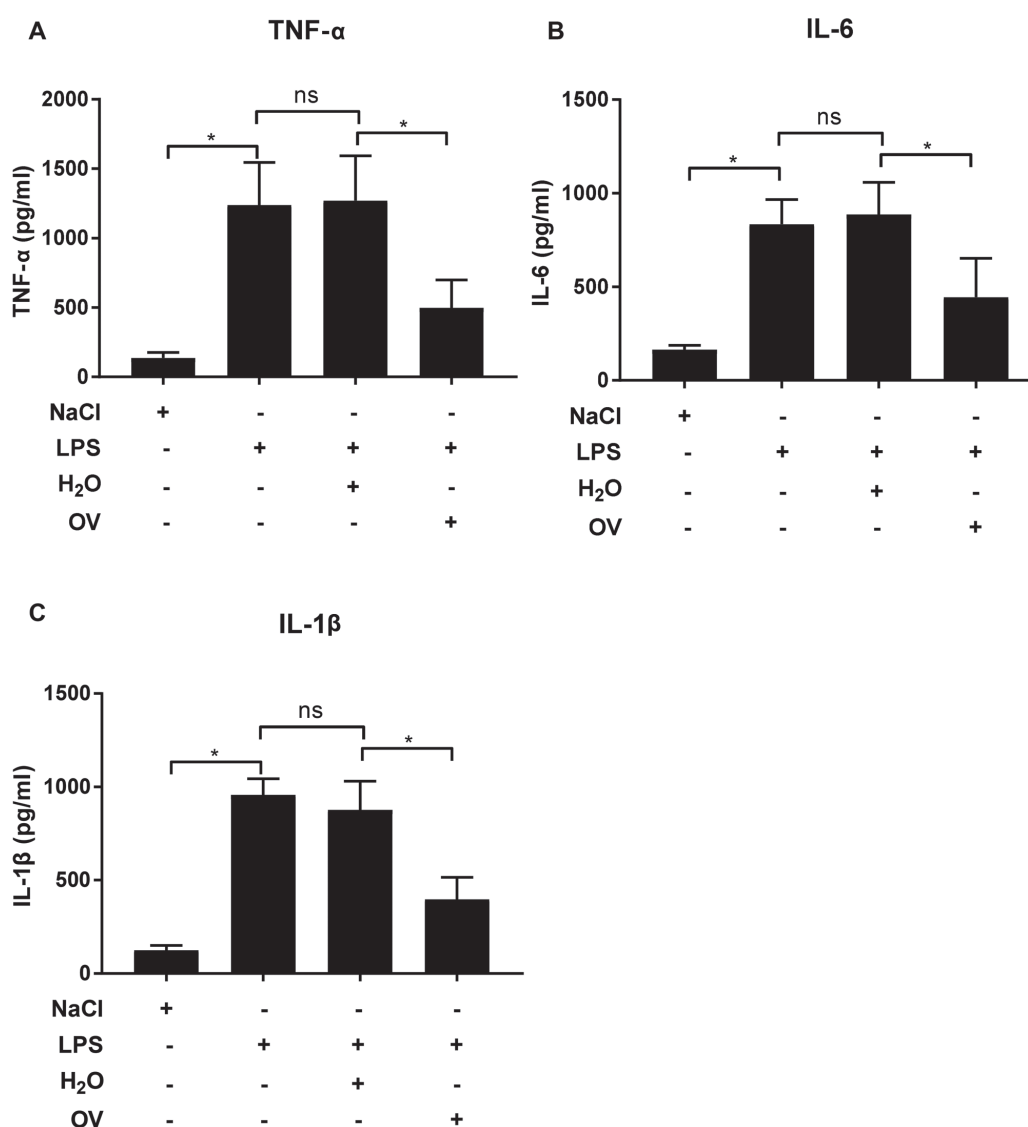 A
TNF-α
TNF-α (pg/ml)
2000
1500
1000
500
0
* ns *
NaCl + - - -
LPS - + + +
H₂O - - + -
OV - - - +
B
IL-6
IL-6 (pg/ml)
1500
1000
500
0
* ns *
NaCl + - - -
LPS - + + +
H₂O - - + -
OV - - - +
C
IL-1β
IL-1β (pg/ml)
1500
1000
500
0
* ns *
NaCl + - - -
LPS - + + +
H₂O - - + -
OV - - - +